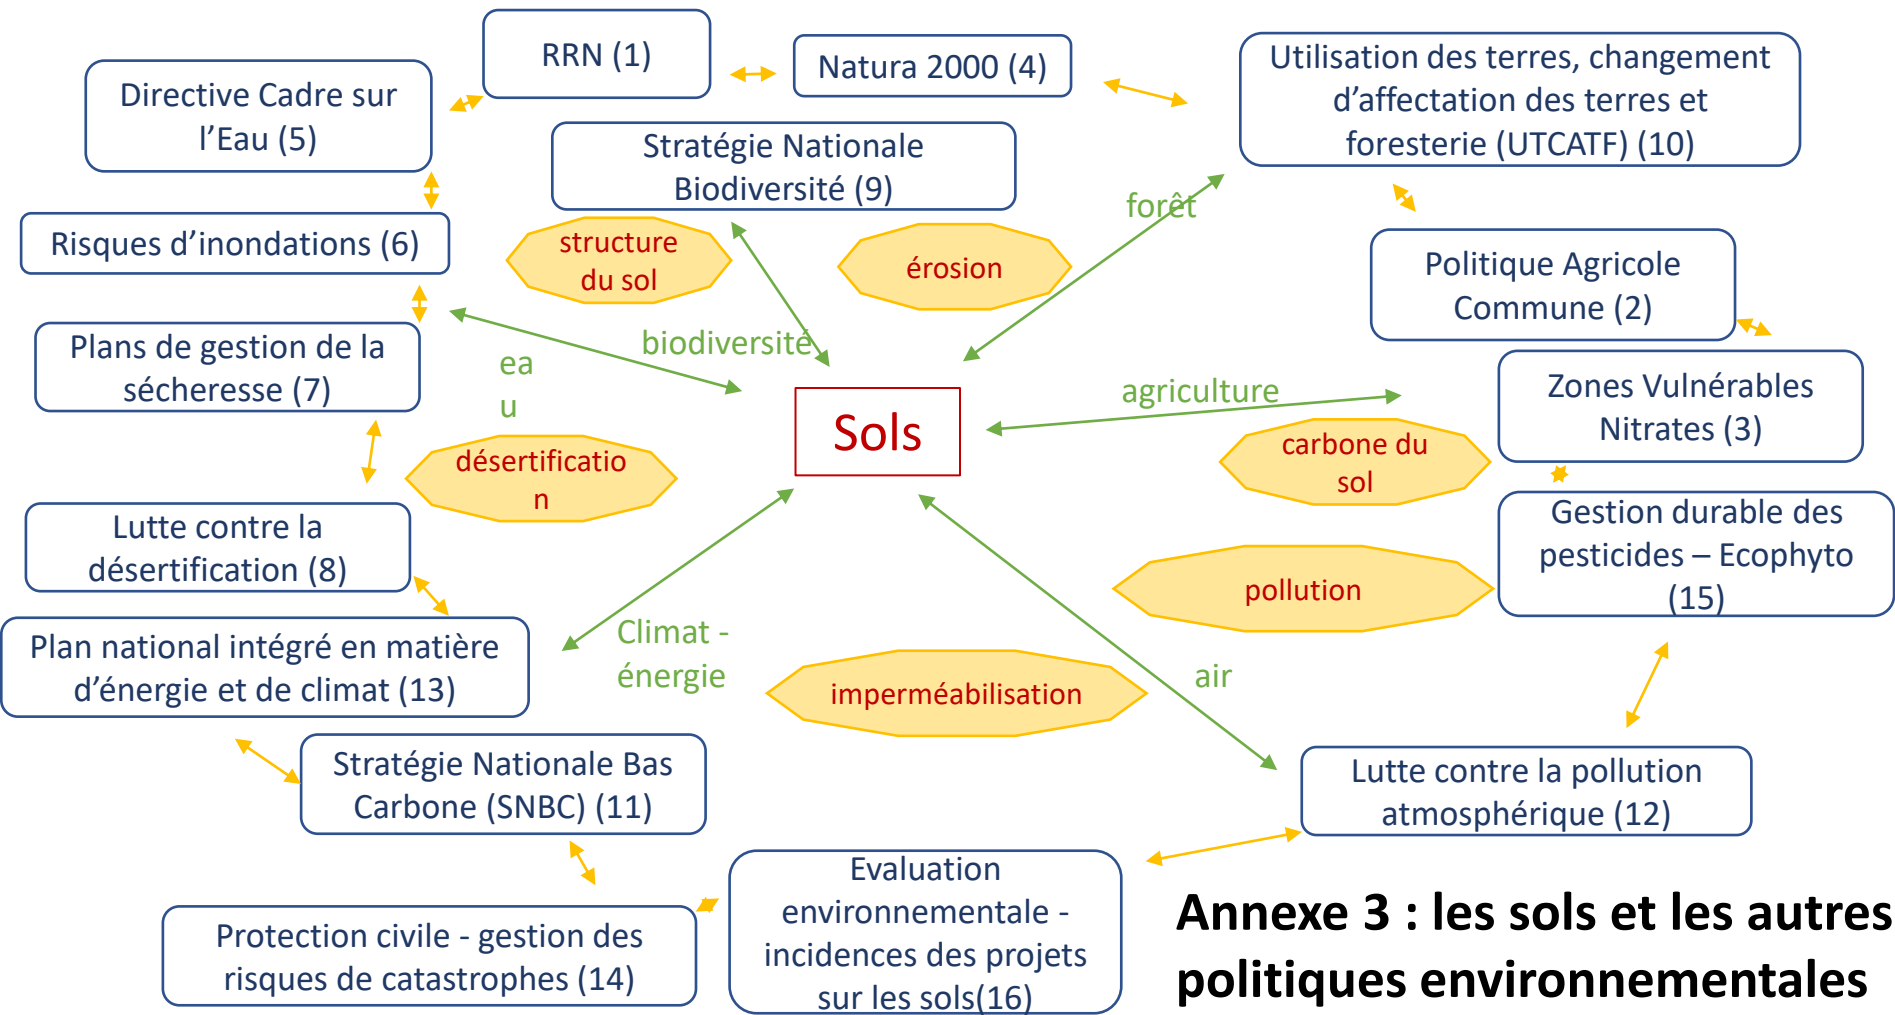 RRN (1)
Natura 2000 (4)
Utilisation des terres, changement
d’affectation des terres et
foresterie (UTCATF) (10)
Directive Cadre sur
l’Eau (5)
Stratégie Nationale
Biodiversité (9)
forêt
Risques d’inondations (6)
structure
du sol
érosion
Politique Agricole
Commune (2)
Plans de gestion de la
sécheresse (7)
biodiversité
ea
u
agriculture
Zones Vulnérables
Nitrates (3)
Sols
désertificatio
n
carbone du
sol
Lutte contre la
désertification (8)
Gestion durable des
pesticides – Ecophyto
(15)
pollution
Plan national intégré en matière
d’énergie et de climat (13)
Climat -
énergie
imperméabilisation
air
Stratégie Nationale Bas
Carbone (SNBC) (11)
Lutte contre la pollution
atmosphérique (12)
Protection civile - gestion des
risques de catastrophes (14)
Evaluation
environnementale -
incidences des projets
sur les sols(16)
Annexe 3 : les sols et les autres
politiques environnementales